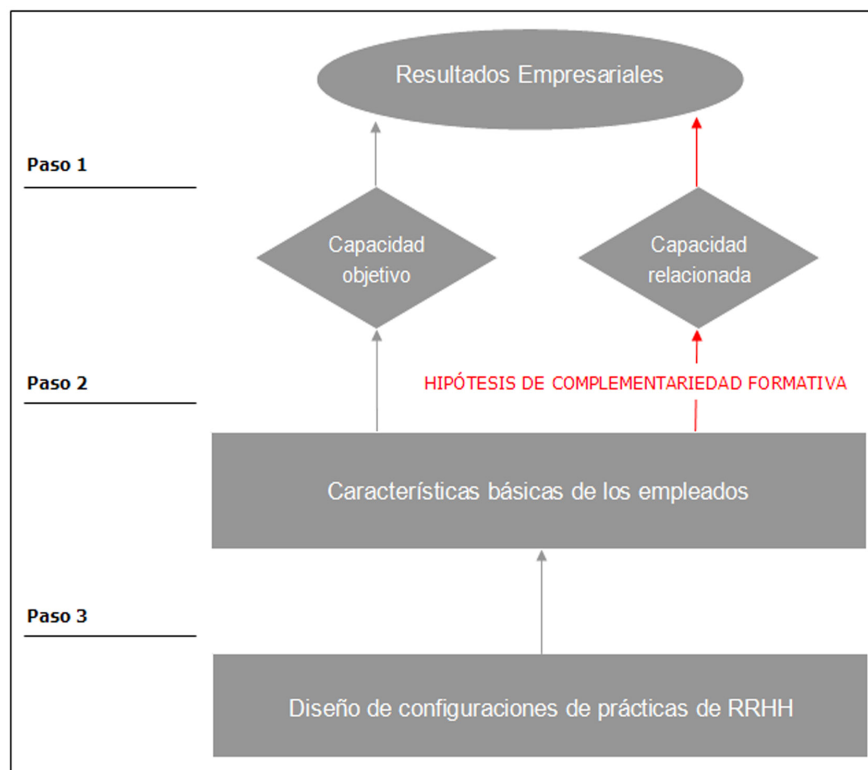 Resultados Empresariales
Paso 1
Capacidad
objetivo
Capacidad
relacionada
Paso 2
HIPÓTESIS DE COMPLEMENTARIEDAD FORMATIVA
Características básicas de los empleados
Paso 3
Diseño de configuraciones de prácticas de RRHH